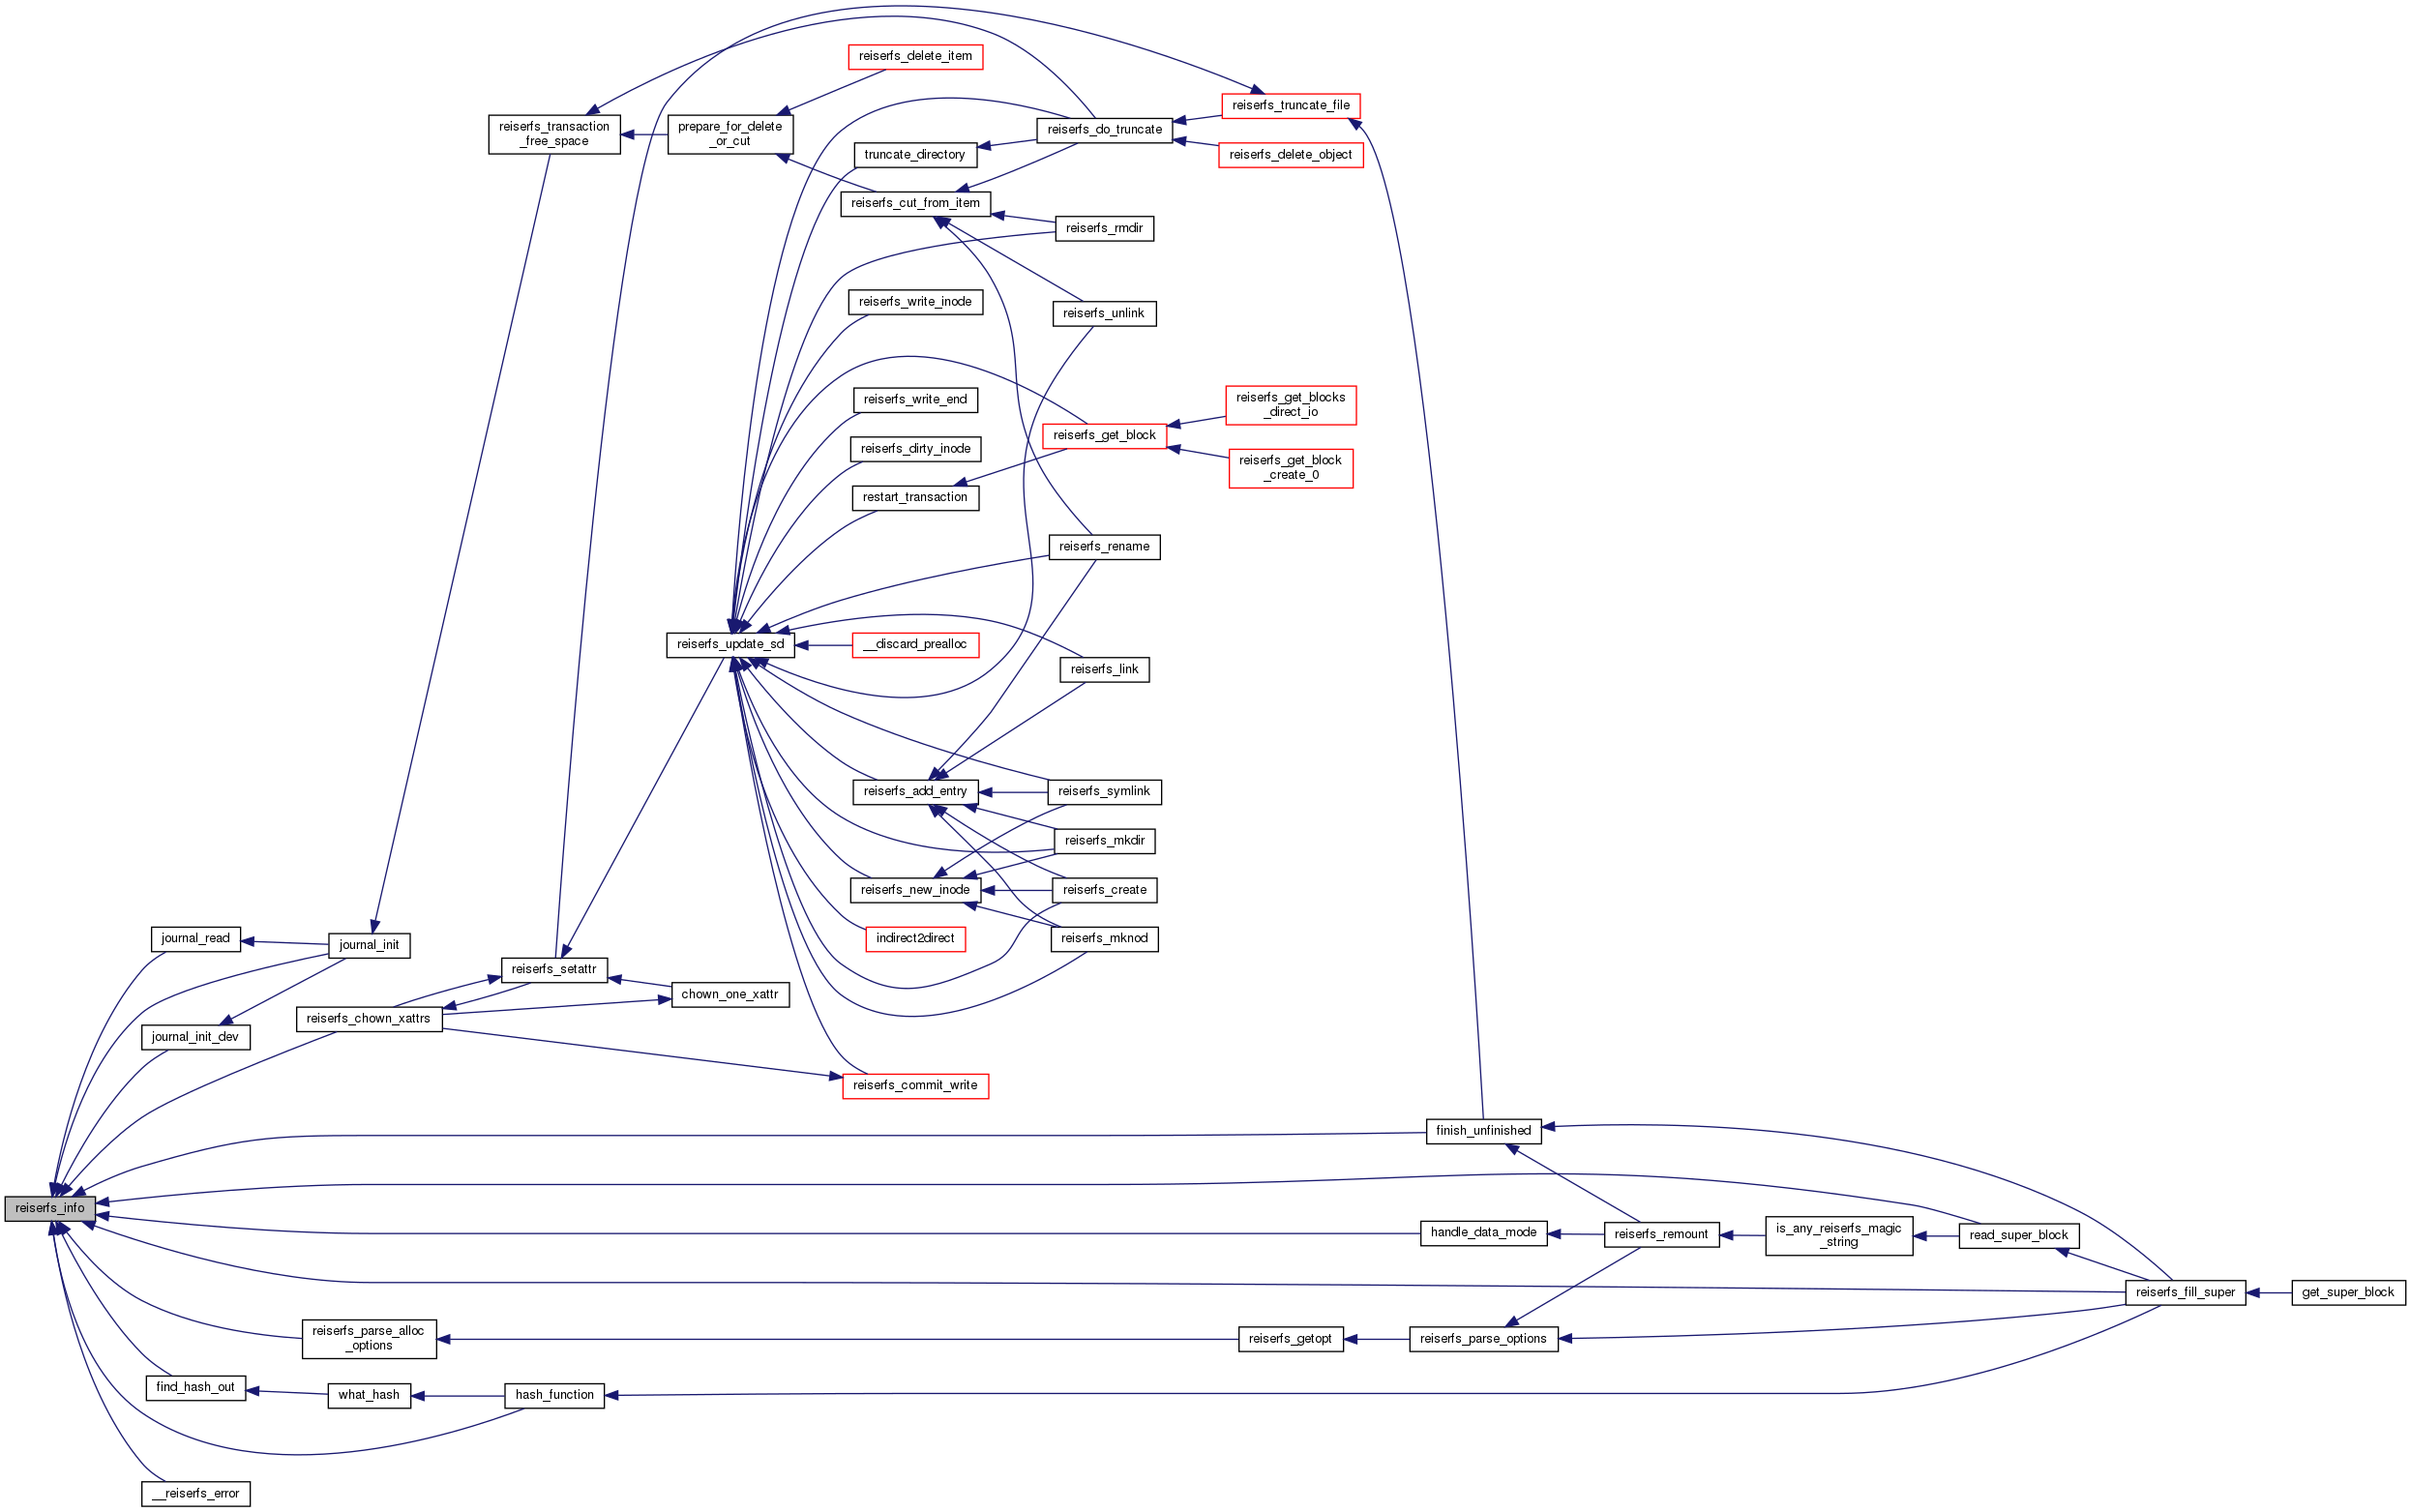 reiserfs_delete_item
reiserfs_truncate_file
reiserfs_transaction
_free_space
prepare_for_delete
_or_cut
reiserfs_do_truncate
truncate_directory
reiserfs_delete_object
reiserfs_cut_from_item
reiserfs_rmdir
reiserfs_write_inode
reiserfs_unlink
reiserfs_write_end
reiserfs_get_blocks
_direct_io
reiserfs_get_block
reiserfs_dirty_inode
reiserfs_get_block
_create_0
restart_transaction
reiserfs_rename
reiserfs_update_sd
__discard_prealloc
reiserfs_link
reiserfs_add_entry
reiserfs_symlink
reiserfs_mkdir
reiserfs_new_inode
reiserfs_create
journal_read
journal_init
indirect2direct
reiserfs_mknod
reiserfs_setattr
chown_one_xattr
reiserfs_chown_xattrs
journal_init_dev
reiserfs_commit_write
finish_unfinished
reiserfs_info
handle_data_mode
reiserfs_remount
is_any_reiserfs_magic
_string
read_super_block
reiserfs_fill_super
get_super_block
reiserfs_parse_alloc
_options
reiserfs_getopt
reiserfs_parse_options
find_hash_out
what_hash
hash_function
__reiserfs_error